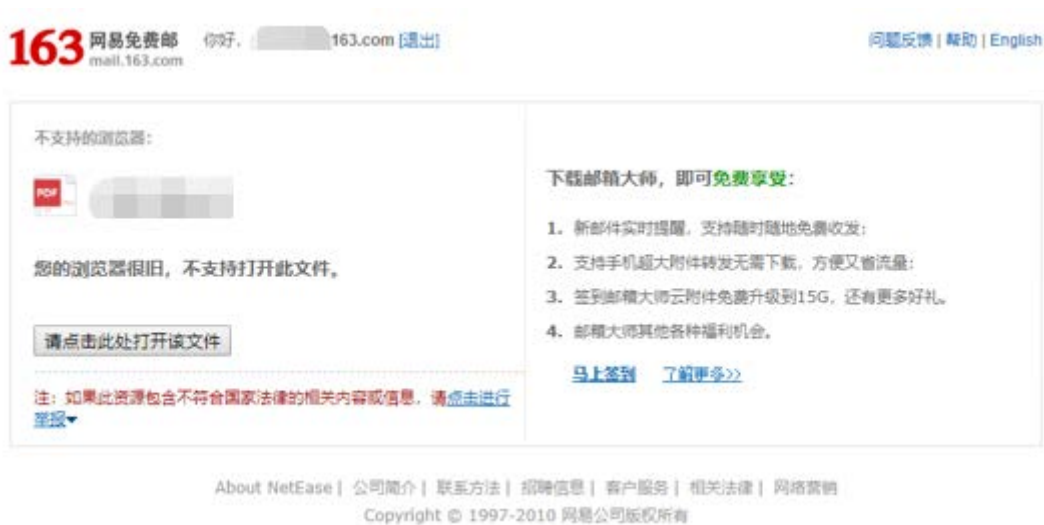 163 网易免费邮 你好, 163.com [退出] 问题反馈 | 帮助 | English
mail.163.com
不支持的浏览器:
PDF
您的浏览器很旧,不支持打开此文件。
请点击此处打开该文件
注:如果此资源包含不符合国家法律的相关内容或信息,请点击进行
举报
下载邮箱大师,即可免费享受:
1. 新邮件实时提醒,支持随时随地免费收发;
2. 支持手机超大附件转发无需下载,方便又省流量;
3. 签到邮箱大师云附件免费升级到15G,还有更多好礼。
4. 邮箱大师其他各种福利机会。
马上签到 了解更多>>
About NetEase | 公司简介 | 联系方法 | 招聘信息 | 客户服务 | 相关法律 | 网络营销
Copyright © 1997-2010 网易公司版权所有